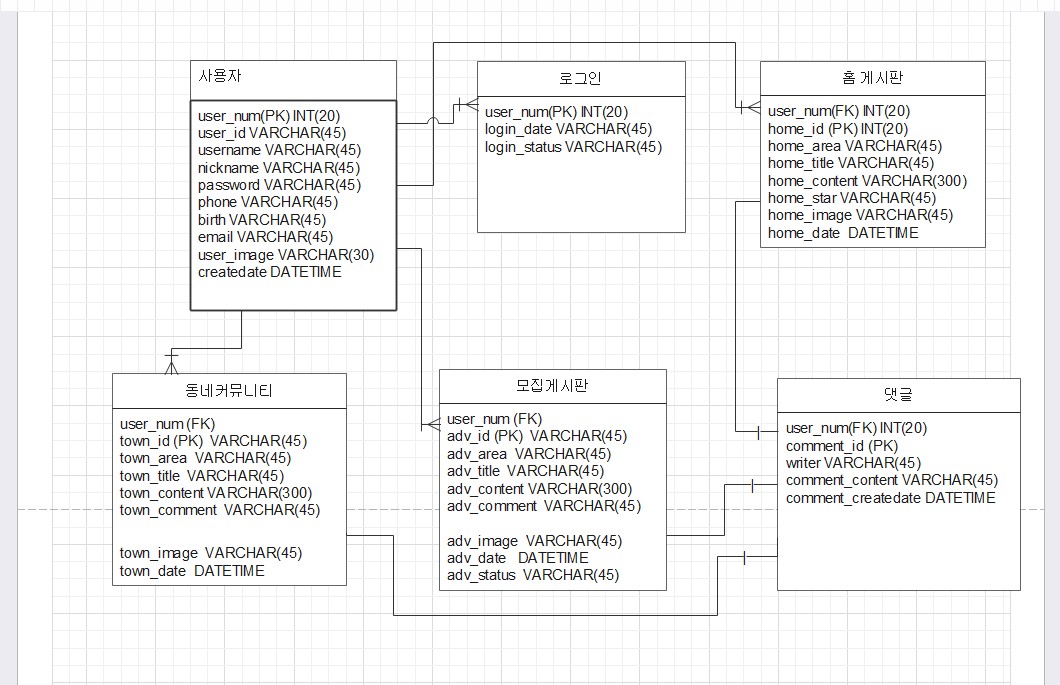 사용자
user_num(PK) INT(20)
user_id VARCHAR(45)
username VARCHAR(45)
nickname VARCHAR(45)
password VARCHAR(45)
phone VARCHAR(45)
birth VARCHAR(45)
email VARCHAR(45)
user_image VARCHAR(30)
createdate DATETIME
로그인
user_num(PK) INT(20)
login_date VARCHAR(45)
login_status VARCHAR(45)
홈 게시판
user_num(FK) INT(20)
home_id (PK) INT(20)
home_area VARCHAR(45)
home_title VARCHAR(45)
home_content VARCHAR(300)
home_star VARCHAR(45)
home_image VARCHAR(45)
home_date DATETIME
동네커뮤니티
user_num (FK)
town_id (PK) VARCHAR(45)
town_area VARCHAR(45)
town_title VARCHAR(45)
town_content VARCHAR(300)
town_comment VARCHAR(45)
town_image VARCHAR(45)
town_date DATETIME
모집게시판
user_num (FK)
adv_id (PK) VARCHAR(45)
adv_area VARCHAR(45)
adv_title VARCHAR(45)
adv_content VARCHAR(300)
adv_comment VARCHAR(45)
adv_image VARCHAR(45)
adv_date DATETIME
adv_status VARCHAR(45)
댓글
user_num(FK) INT(20)
comment_id (PK)
writer VARCHAR(45)
comment_content VARCHAR(45)
comment_createdate DATETIME